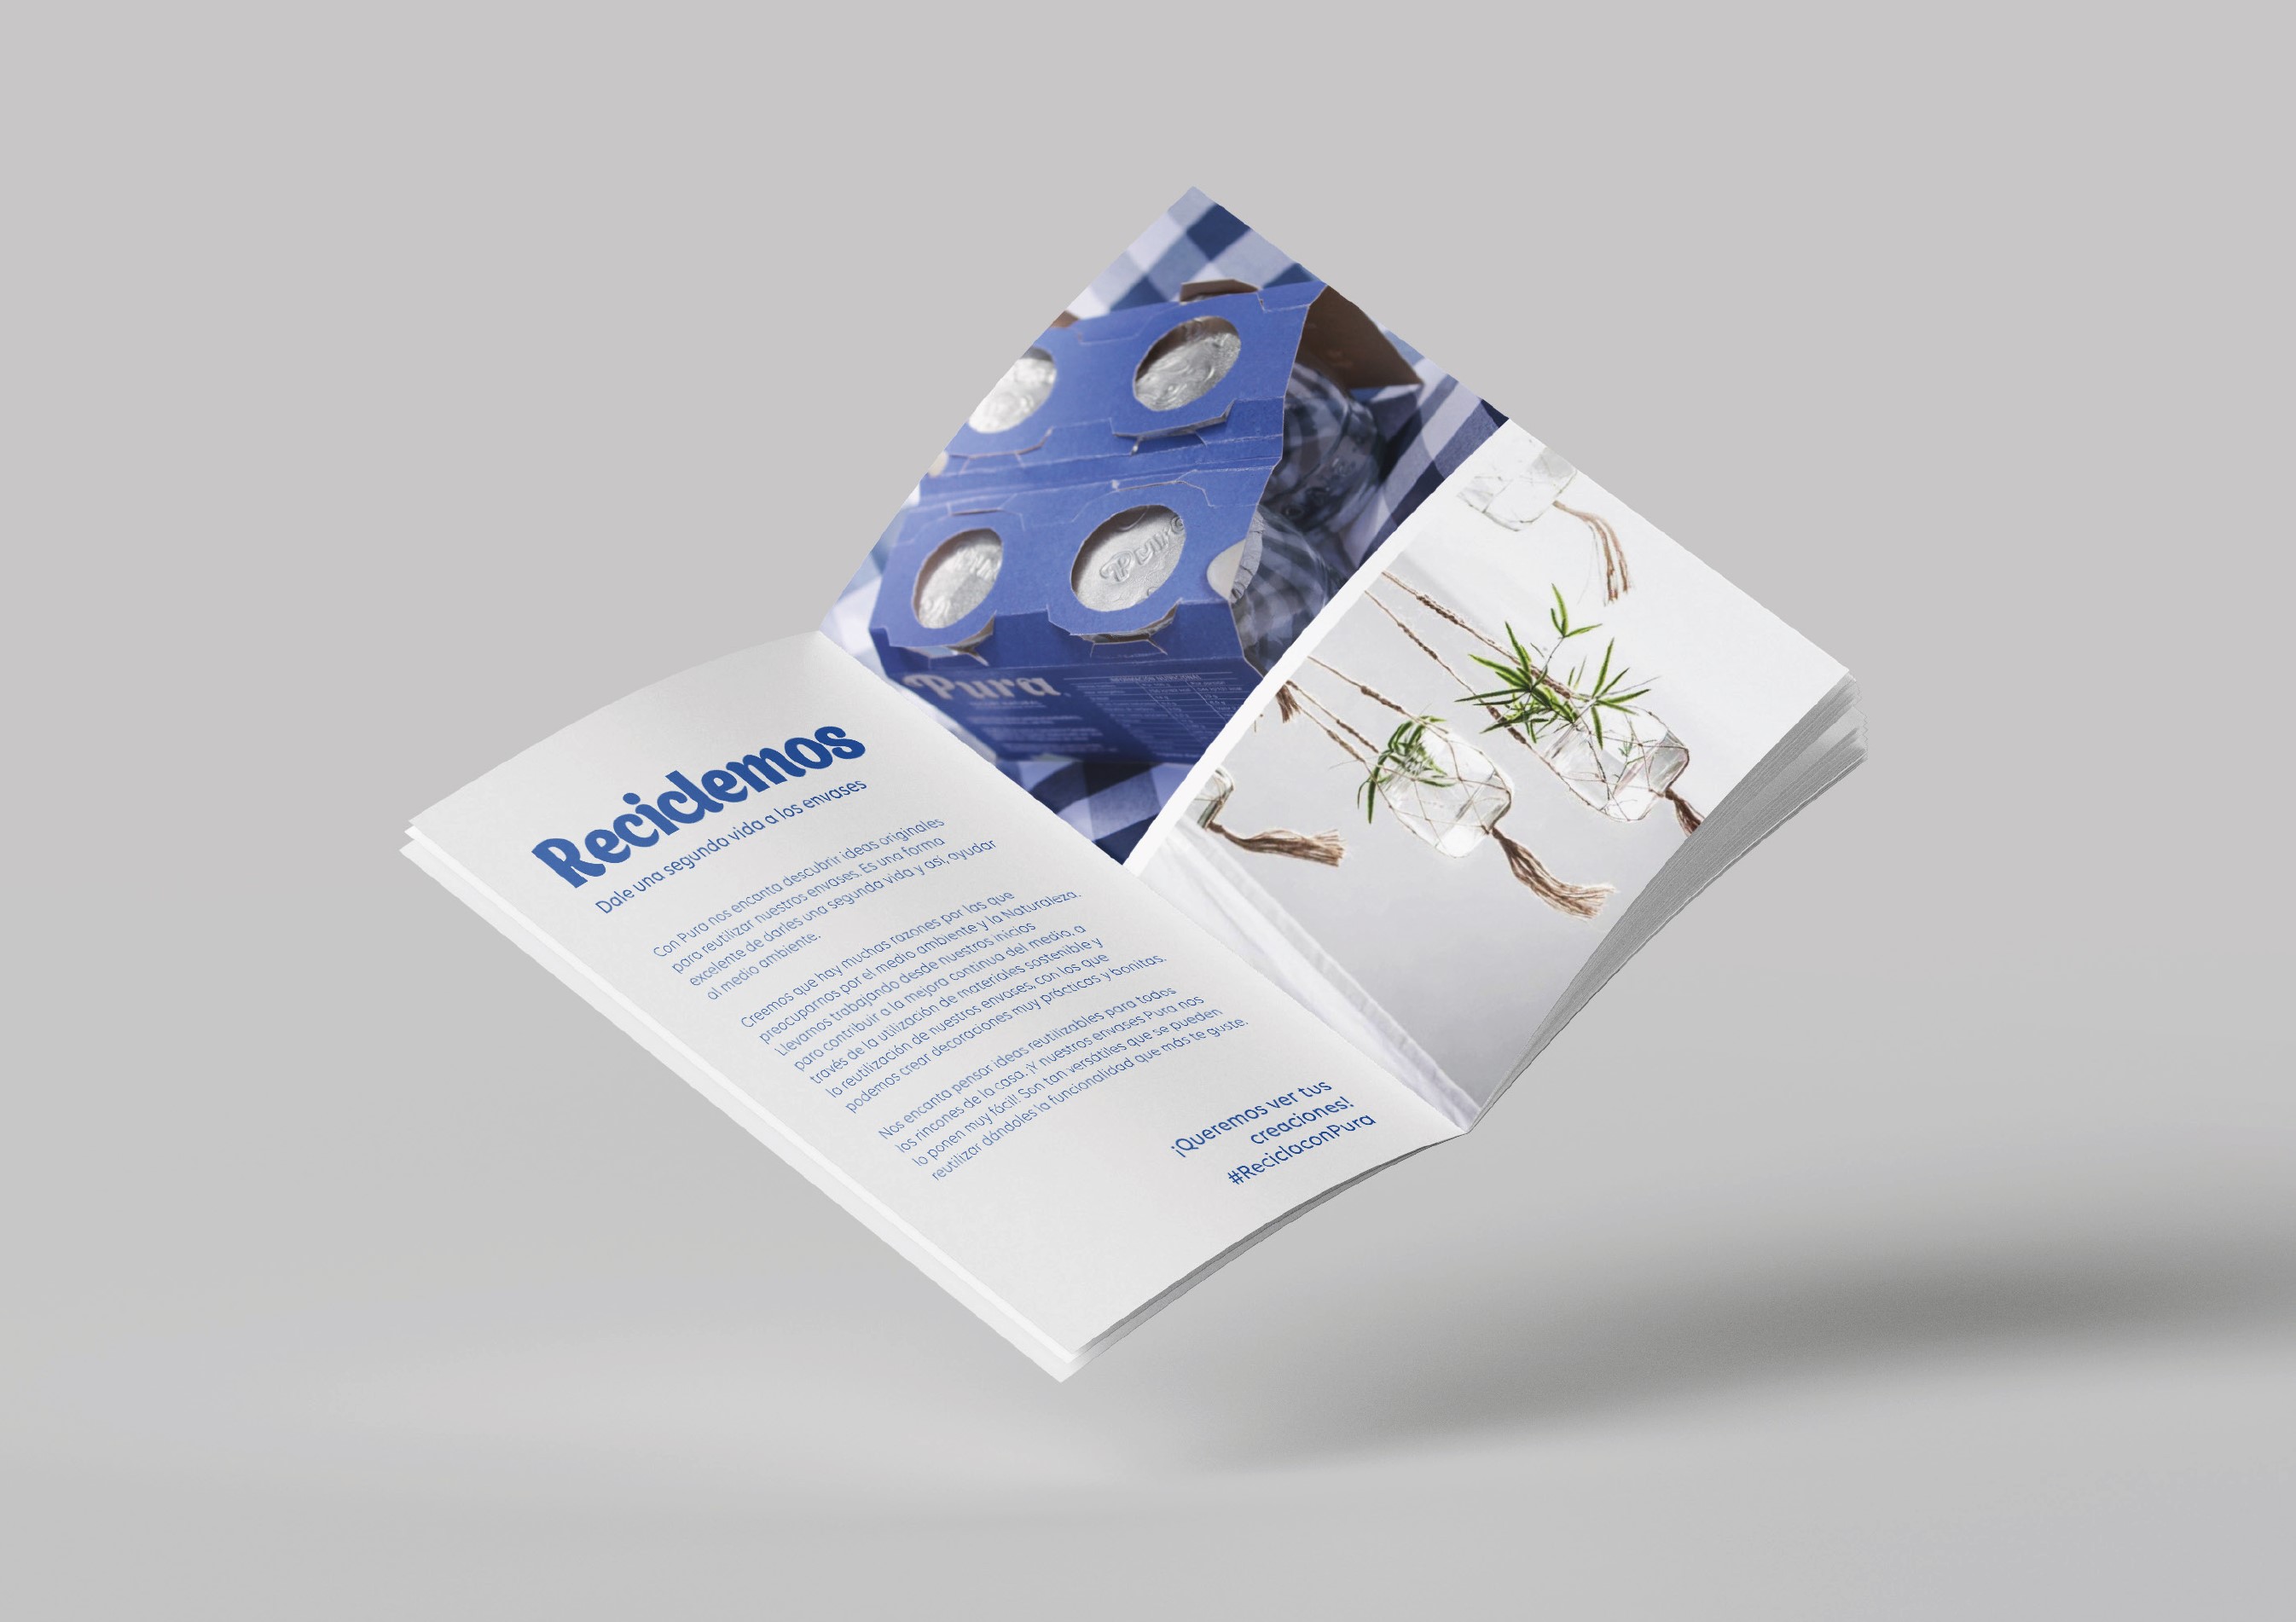 Reciclemos
Dale una segunda vida a los envases
Con Pura nos encanta descubrir ideas originales
para reutilizar nuestros envases. Es una forma
excelente de darles una segunda vida y así, ayudar
al medio ambiente.
Creemos que hay muchas razones por las que
preocuparnos por el medio ambiente y la Naturaleza.
Llevamos trabajando desde nuestros inicios
para contribuir a la mejora continua del medio, a
través de la utilización de materiales sostenible y
la reutilización de nuestros envases, con los que
podemos crear decoraciones muy prácticas y bonitas.
Nos encanta pensar ideas reutilizables para todos
los rincones de la casa. ¡Y nuestros envases Pura nos
lo ponen muy fácil! Son tan versátiles que se pueden
reutilizar dándoles la funcionalidad que más te guste.
¡Queremos ver tus
creaciones!
#ReciclaconPura
Pura
Pura
INFORMACIÓN NUTRICIONAL